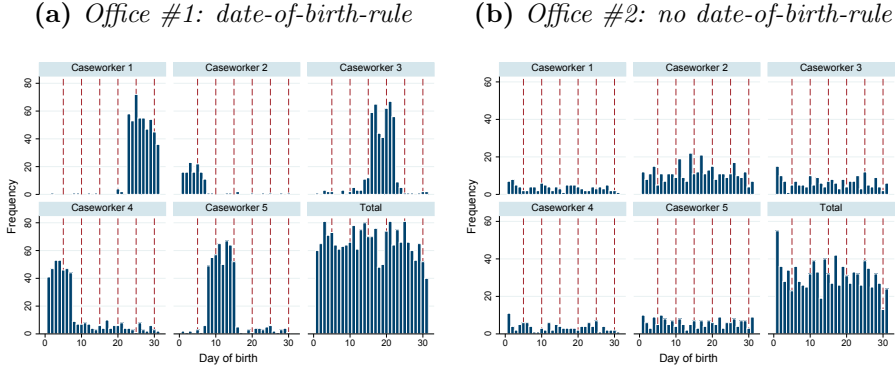 (a) Office #1: date-of-birth-rule
(b) Office #2: no date-of-birth-rule
Caseworker 1
Caseworker 2
Caseworker 3
80
60
40
20
0
Caseworker 4
Caseworker 5
Total
80
60
40
20
0
0
10
20
30
0
10
20
30
0
10
20
30
Frequency
Day of birth
Caseworker 1
Caseworker 2
Caseworker 3
60
40
20
0
Caseworker 4
Caseworker 5
Total
60
40
20
0
0
10
20
30
0
10
20
30
0
10
20
30
Frequency
Day of birth